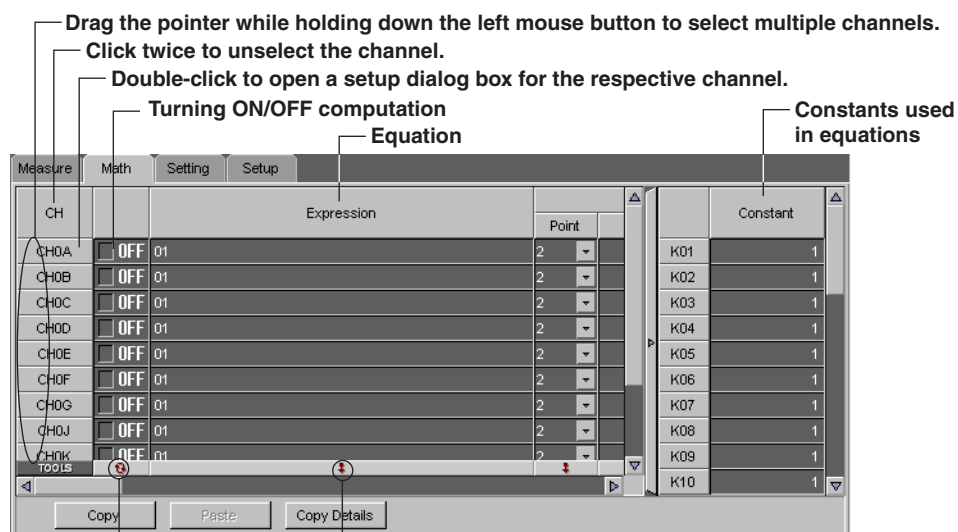 Drag the pointer while holding down the left mouse button to select multiple channels.
Click twice to unselect the channel.
Double-click to open a setup dialog box for the respective channel.
Turning ON/OFF computation
Equation
Constants used
in equations
Measure Math Setting Setup
CH Expression Point Constant
CH0A OFF 01 2 K01 1
CH0B OFF 01 2 K02 1
CH0C OFF 01 2 K03 1
CH0D OFF 01 2 K04 1
CH0E OFF 01 2 K05 1
CH0F OFF 01 2 K06 1
CH0G OFF 01 2 K07 1
CH0J OFF 01 2 K08 1
CH0K OFF 01 2 K09 1
TOOLS K10 1
Copy Paste Copy Details